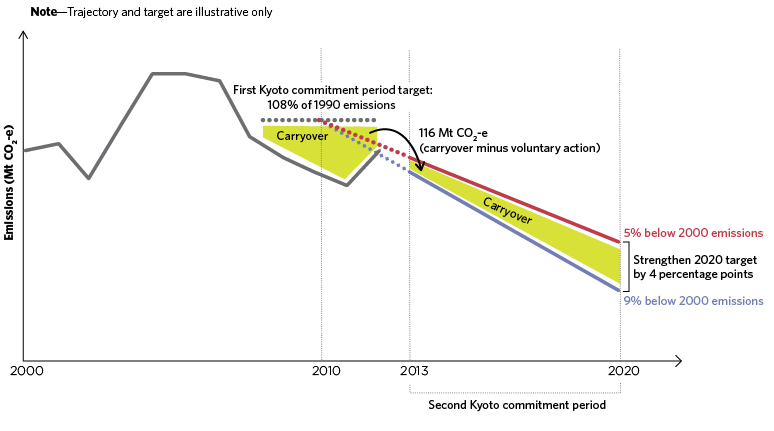 Note—Trajectory and target are illustrative only
Emissions (Mt CO2-e)
First Kyoto commitment period target:
108% of 1990 emissions
Carryover
116 Mt CO2-e
(carryover minus voluntary action)
Carryover
5% below 2000 emissions
Strengthen 2020 target
by 4 percentage points
9% below 2000 emissions
2000
2010
2013
2020
Second Kyoto commitment period